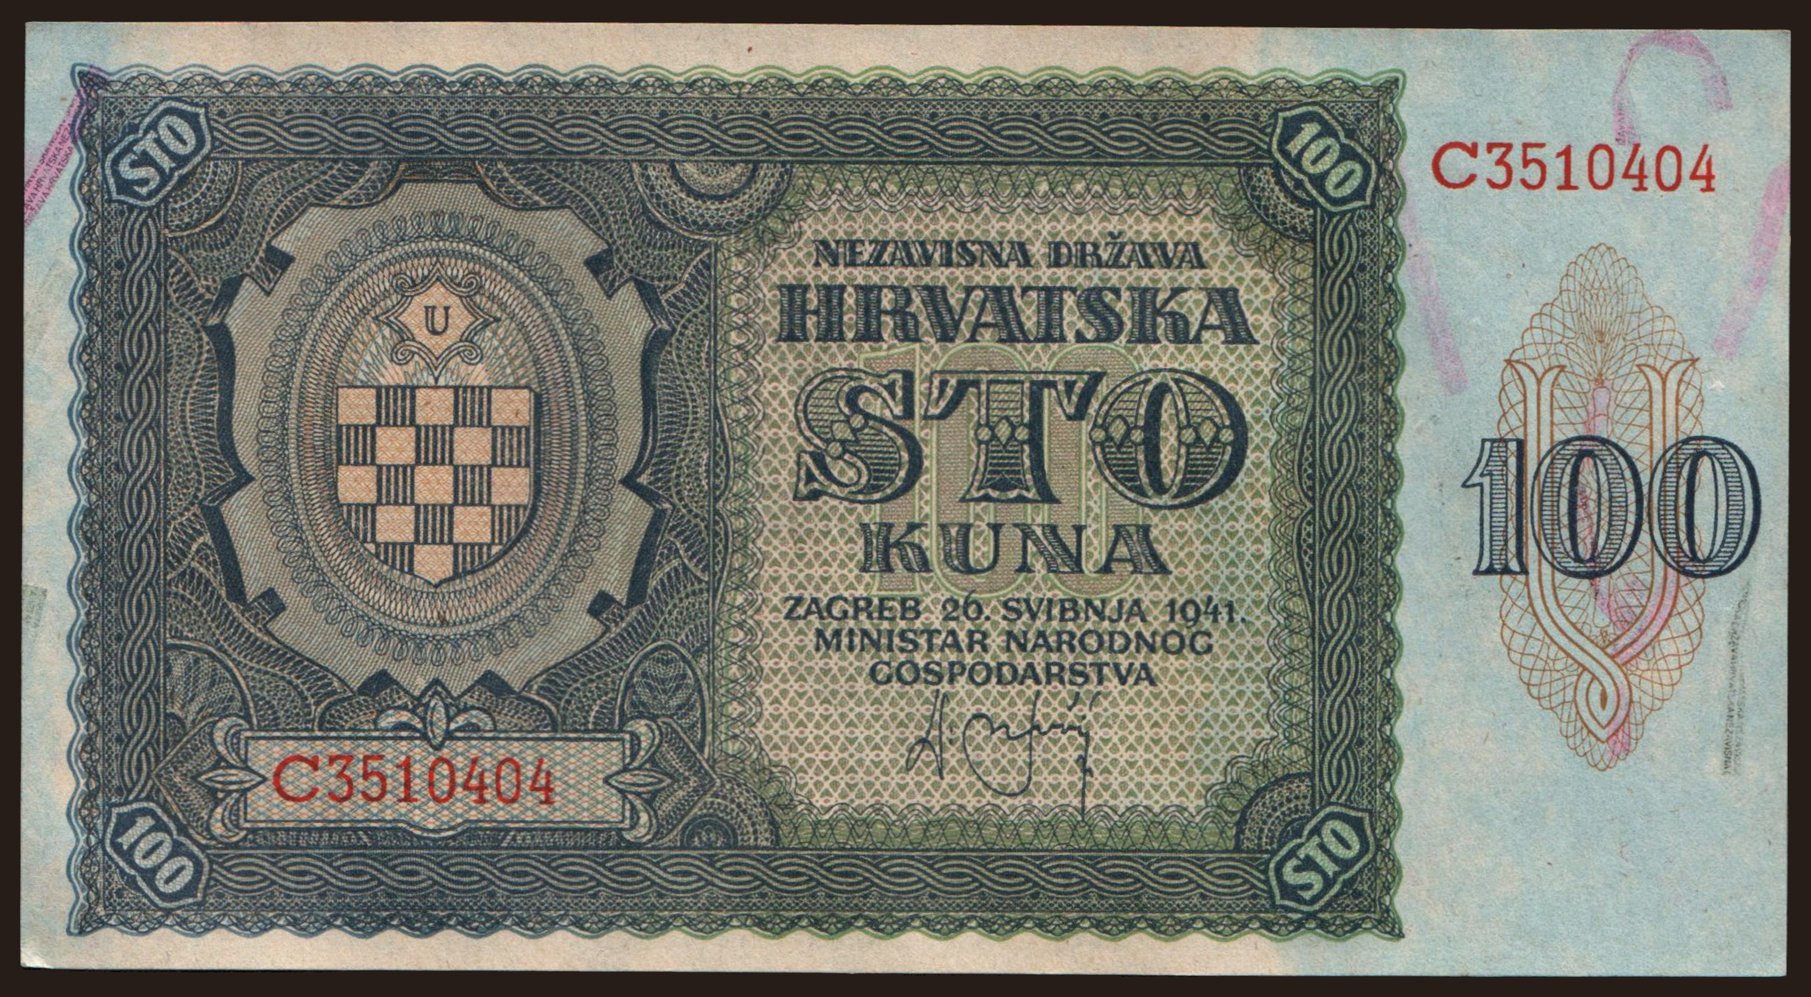 STO
100
C3510404
U
NEZAVISNA DRŽAVA
HRVATSKA
100
STO
KUNA
100
ZAGREB 26. SVIBNJA 1941.
MINISTAR NARODNOG
GOSPODARSTVA
C3510404
100
STO